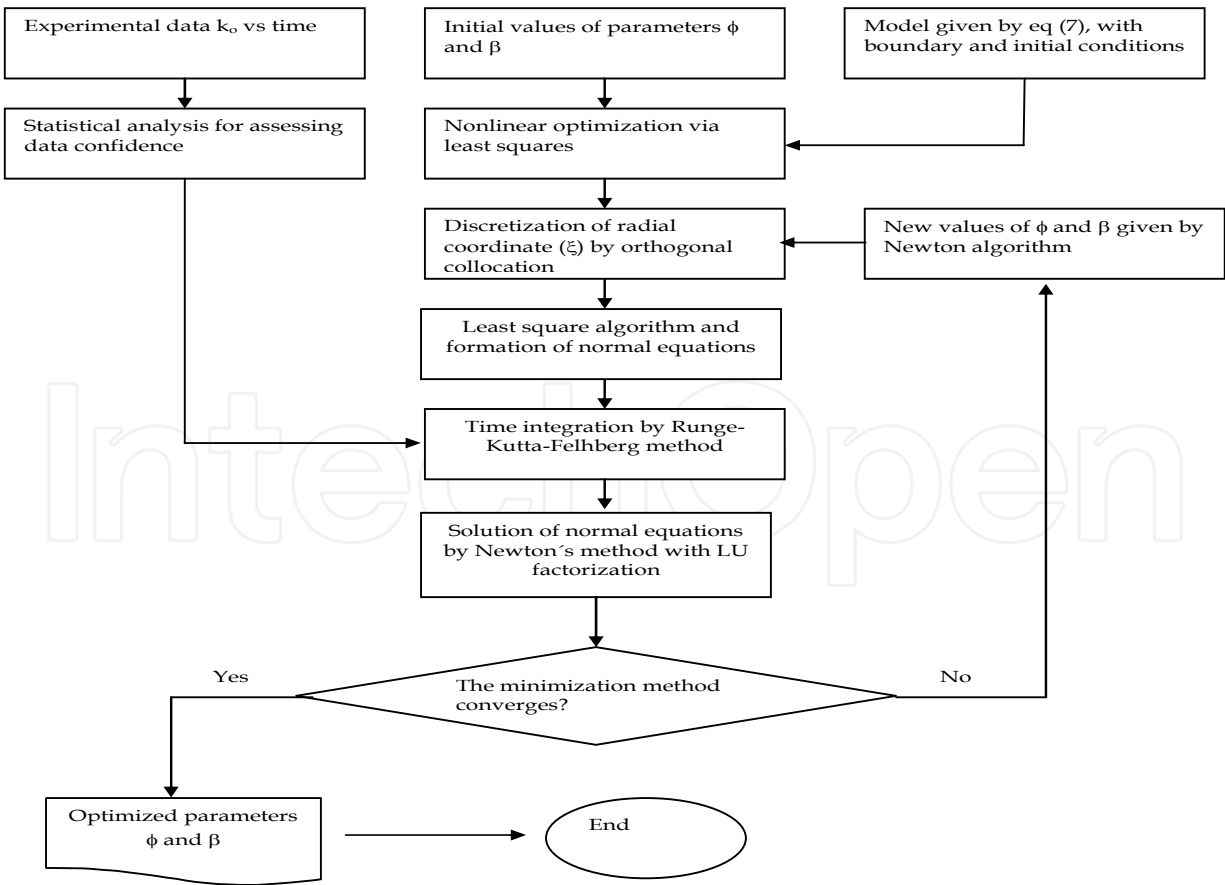 Experimental data kₒ vs time
Initial values of parameters ϕ
and β
Model given by eq (7), with
boundary and initial conditions
Statistical analysis for assessing
data confidence
Nonlinear optimization via
least squares
Discretization of radial
coordinate (ξ) by orthogonal
collocation
New values of ϕ and β given by
Newton algorithm
Least square algorithm and
formation of normal equations
Time integration by Runge-
Kutta-Felhberg method
IntechOpen
Solution of normal equations
by Newton´s method with LU
factorization
Yes
The minimization method
converges?
No
Optimized parameters
ϕ and β
End